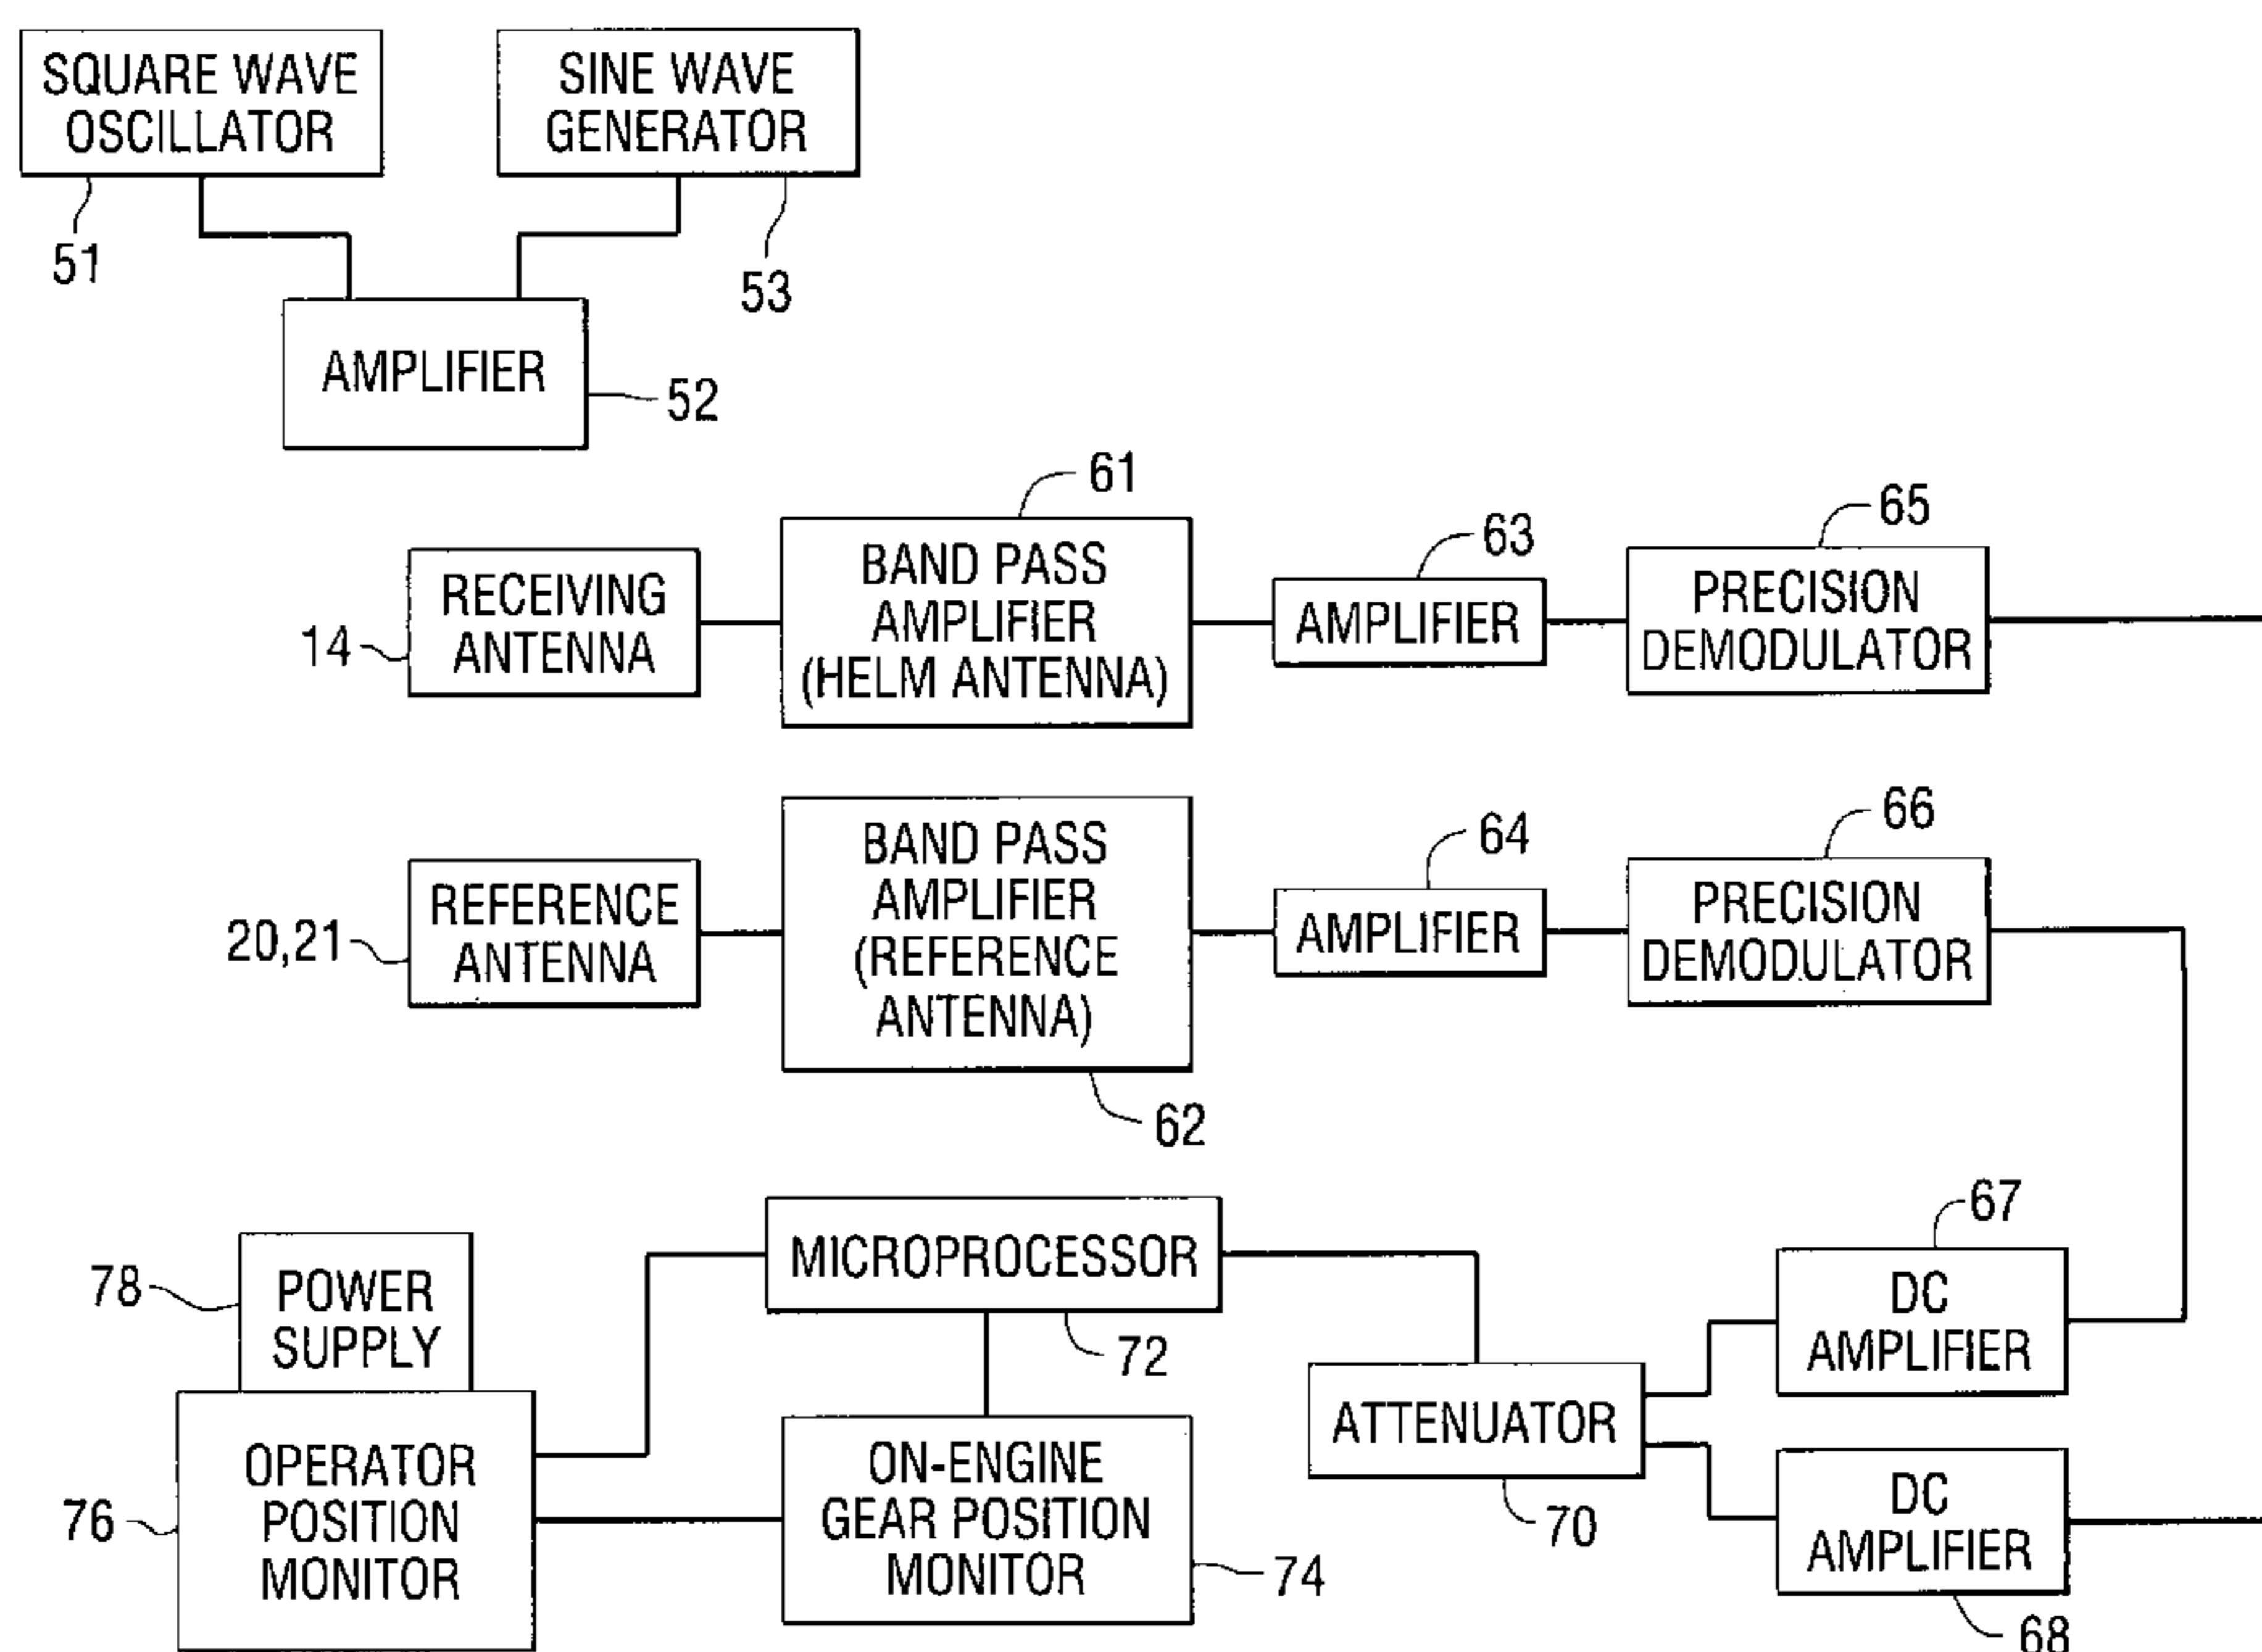 SQUARE WAVE
OSCILLATOR
51
SINE WAVE
GENERATOR
53
AMPLIFIER
52
RECEIVING
ANTENNA
14
BAND PASS
AMPLIFIER
(HELM ANTENNA)
61
AMPLIFIER
63
PRECISION
DEMODULATOR
65
REFERENCE
ANTENNA
20,21
BAND PASS
AMPLIFIER
(REFERENCE
ANTENNA)
62
AMPLIFIER
64
PRECISION
DEMODULATOR
66
POWER
SUPPLY
78
OPERATOR
POSITION
MONITOR
76
MICROPROCESSOR
72
ON-ENGINE
GEAR POSITION
MONITOR
74
ATTENUATOR
70
DC
AMPLIFIER
67
DC
AMPLIFIER
68